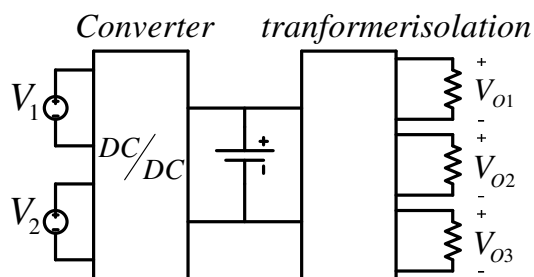 Converter
tranformerisolation
V1
V2
DC/DC
+
-
+
VO1
-
+
VO2
-
+
VO3
-